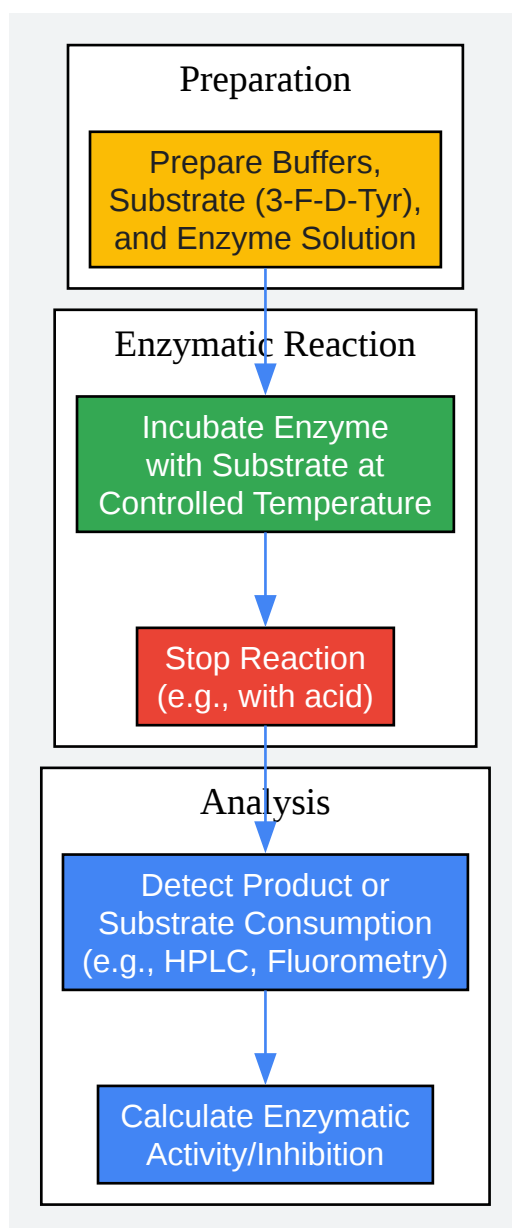 Preparation
Prepare Buffers,
Substrate (3-F-D-Tyr),
and Enzyme Solution
Enzymatic Reaction
Incubate Enzyme
with Substrate at
Controlled Temperature
Stop Reaction
(e.g., with acid)
Analysis
Detect Product or
Substrate Consumption
(e.g., HPLC, Fluorometry)
Calculate Enzymatic
Activity/Inhibition